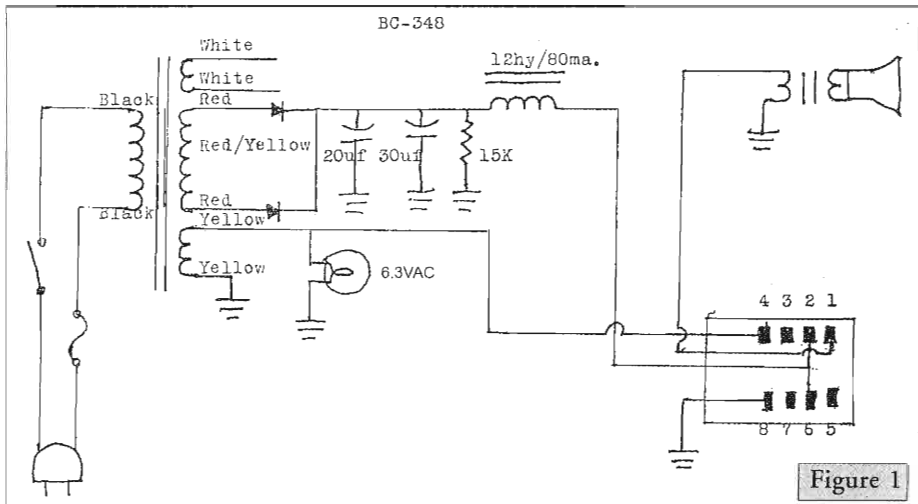 BC-348
White
White
Black
Red
Red/Yellow
Red
Black
Yellow
Yellow
20uf
30uf
15K
12hy/80ma.
6.3VAC
4 3 2 1
8 7 6 5
Figure 1